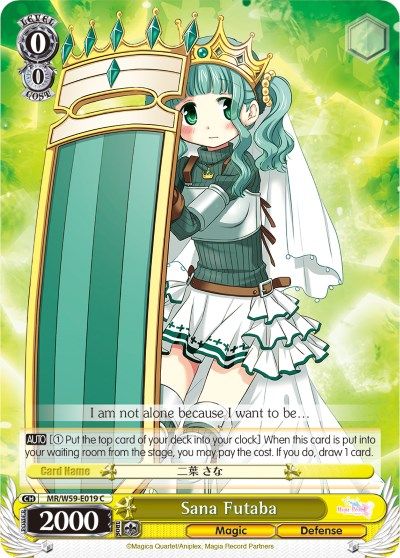 LEVEL
0
0
COST
I am not alone because I want to be…
AUTO [① Put the top card of your deck into your clock] When this card is put into
your waiting room from the stage, you may pay the cost. If you do, draw 1 card.
Card Name 二葉 さな
CH MR/W59-E019 C
Sana Futaba
POWER 2000 SOUL
Magic Defense
©Magica Quartet/Aniplex, Magia Record Partners